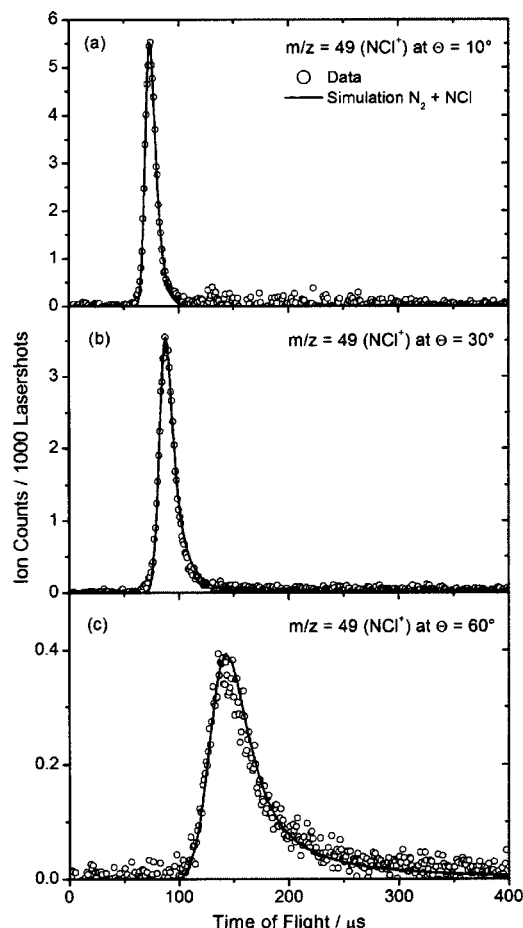 6
(a)
m/z = 49 (NCl⁺) at Θ = 10°
5
Data
Simulation N₂ + NCl
4
3
2
1
0
(b)
m/z = 49 (NCl⁺) at Θ = 30°
3
2
1
0
Ion Counts / 1000 Lasershots
(c)
m/z = 49 (NCl⁺) at Θ = 60°
0.4
0.2
0.0
0 100 200 300 400
Time of Flight / μs